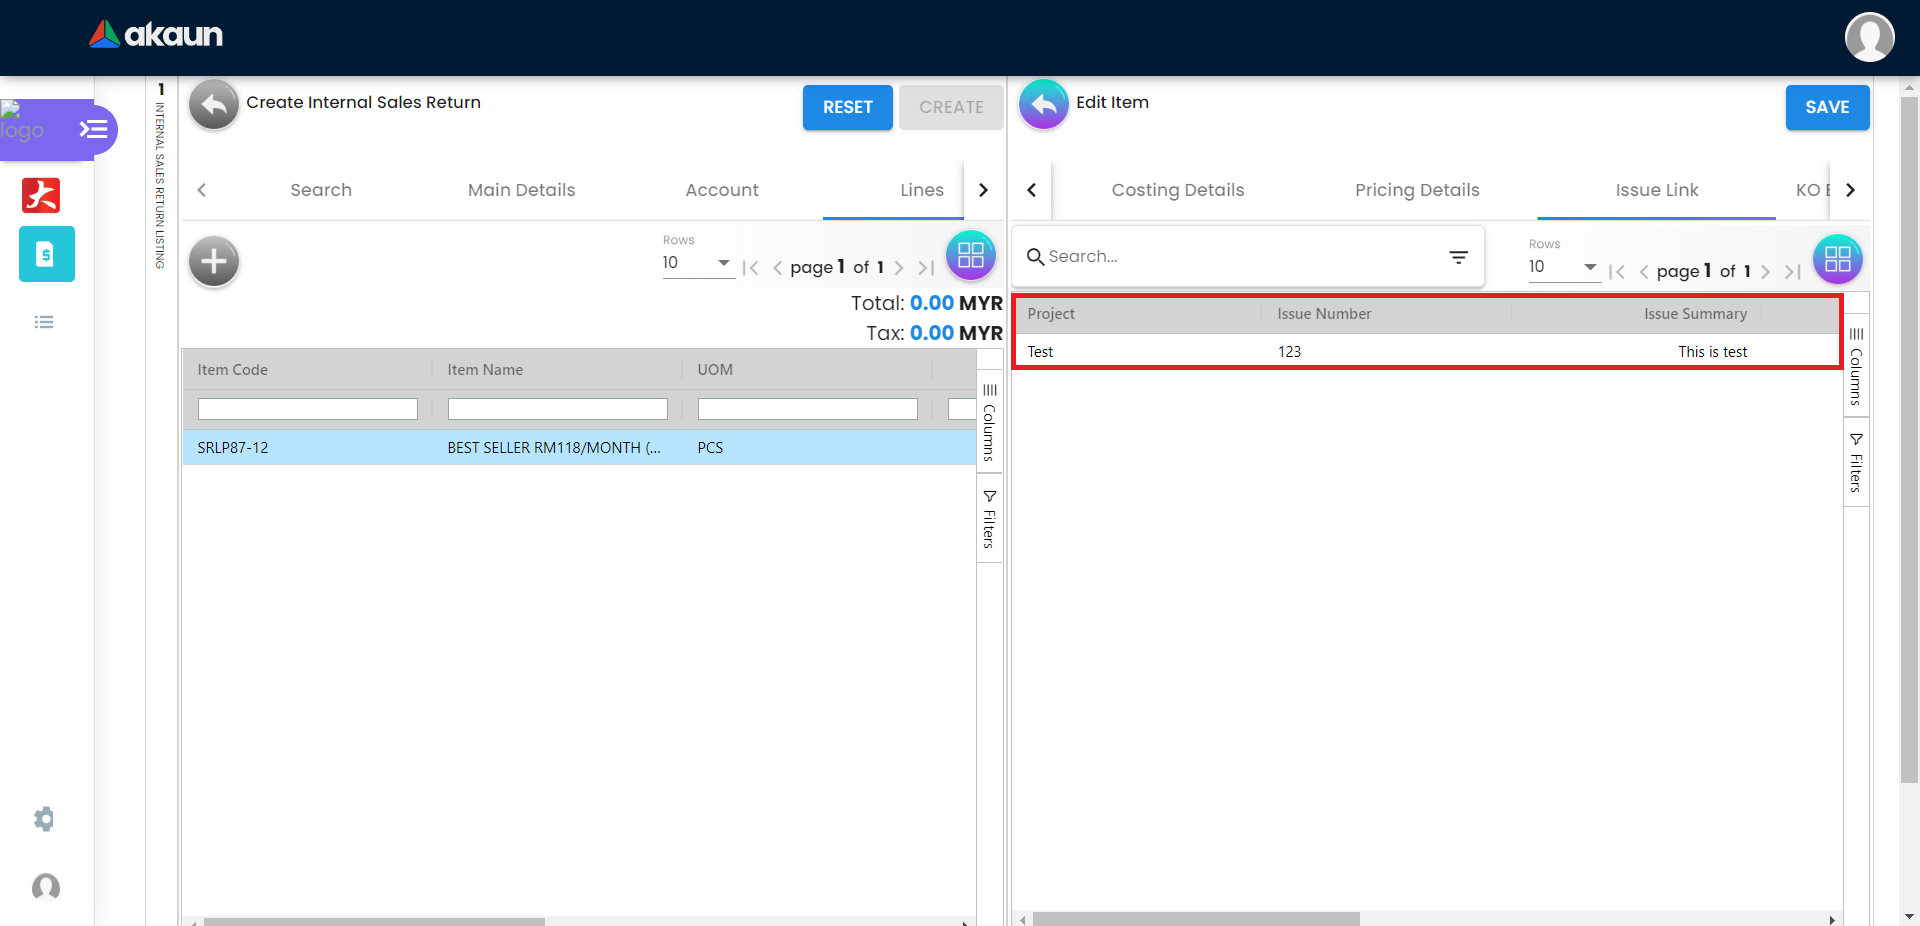 akaun
logo
1
INTERNAL SALES RETURN LISTING
Create Internal Sales Return
RESET
CREATE
Search
Main Details
Account
Lines
Rows
10
page 1 of 1
Total: 0.00 MYR
Tax: 0.00 MYR
Item Code
Item Name
UOM
SRLP87-12
BEST SELLER RM118/MONTH (...
PCS
Columns
Filters
Edit Item
SAVE
Costing Details
Pricing Details
Issue Link
KO
Search...
Rows
10
page 1 of 1
Project
Issue Number
Issue Summary
Test
123
This is test
Columns
Filters